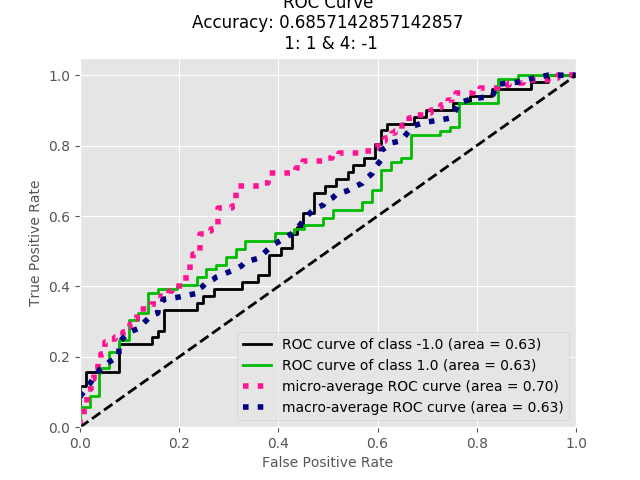 ROC Curve
Accuracy: 0.6857142857142857
1: 1 & 4: -1
True Positive Rate
1.0
0.8
0.6
0.4
0.2
0.0
ROC curve of class -1.0 (area = 0.63)
ROC curve of class 1.0 (area = 0.63)
micro-average ROC curve (area = 0.70)
macro-average ROC curve (area = 0.63)
0.0 0.2 0.4 0.6 0.8 1.0
False Positive Rate